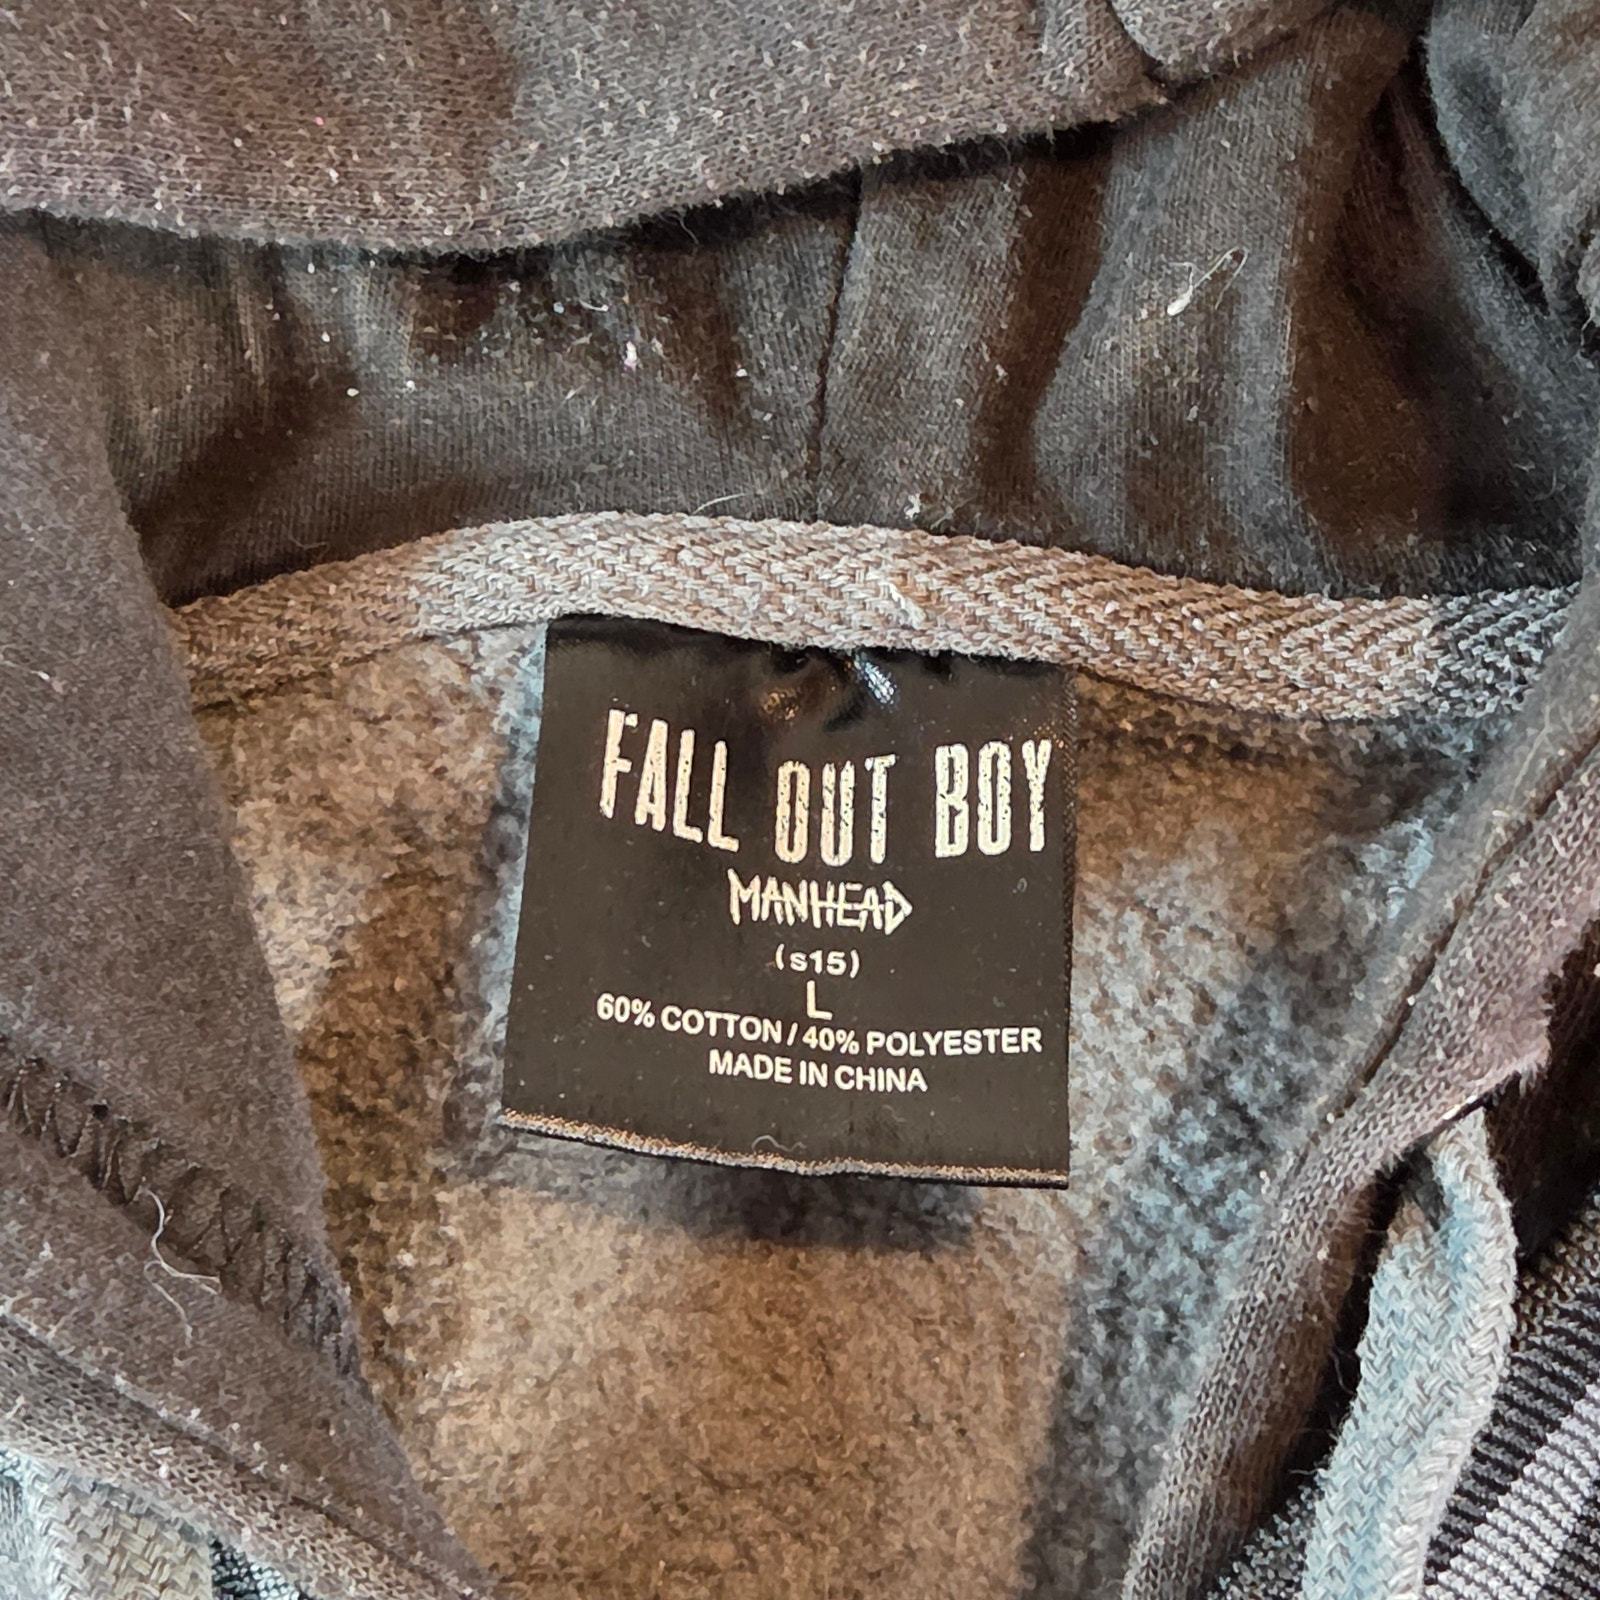 FALL OUT BOY
MANHEAD
(s15)
L
60% COTTON / 40% POLYESTER
MADE IN CHINA